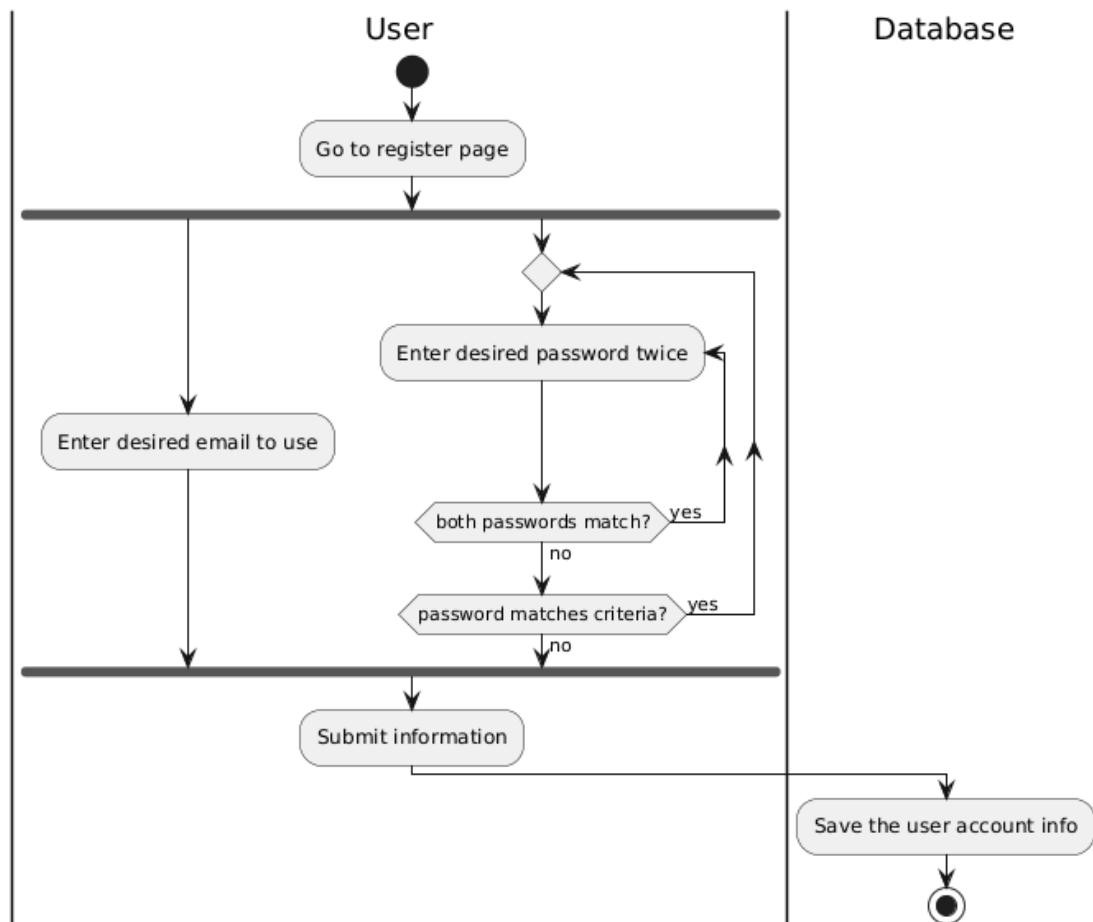 User
Database
Go to register page
Enter desired password twice
Enter desired email to use
both passwords match?
yes
no
password matches criteria?
yes
no
Submit information
Save the user account info